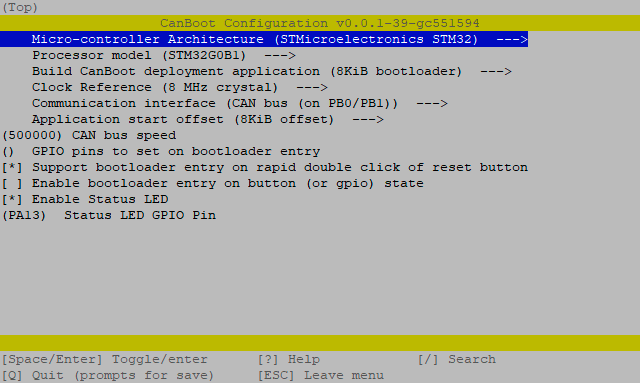 (Top)
CanBoot Configuration v0.0.1-39-gc551594
Micro-controller Architecture (STMicroelectronics STM32)  --->
Processor model (STM32G0B1)  --->
Build CanBoot deployment application (8KiB bootloader)  --->
Clock Reference (8 MHz crystal)  --->
Communication interface (CAN bus (on PB0/PB1))  --->
Application start offset (8KiB offset)  --->
(500000) CAN bus speed
()  GPIO pins to set on bootloader entry
[*] Support bootloader entry on rapid double click of reset button
[ ] Enable bootloader entry on button (or gpio) state
[*] Enable Status LED
(PA13)  Status LED GPIO Pin
[Space/Enter] Toggle/enter      [?] Help            [/] Search
[Q] Quit (prompts for save)     [ESC] Leave menu